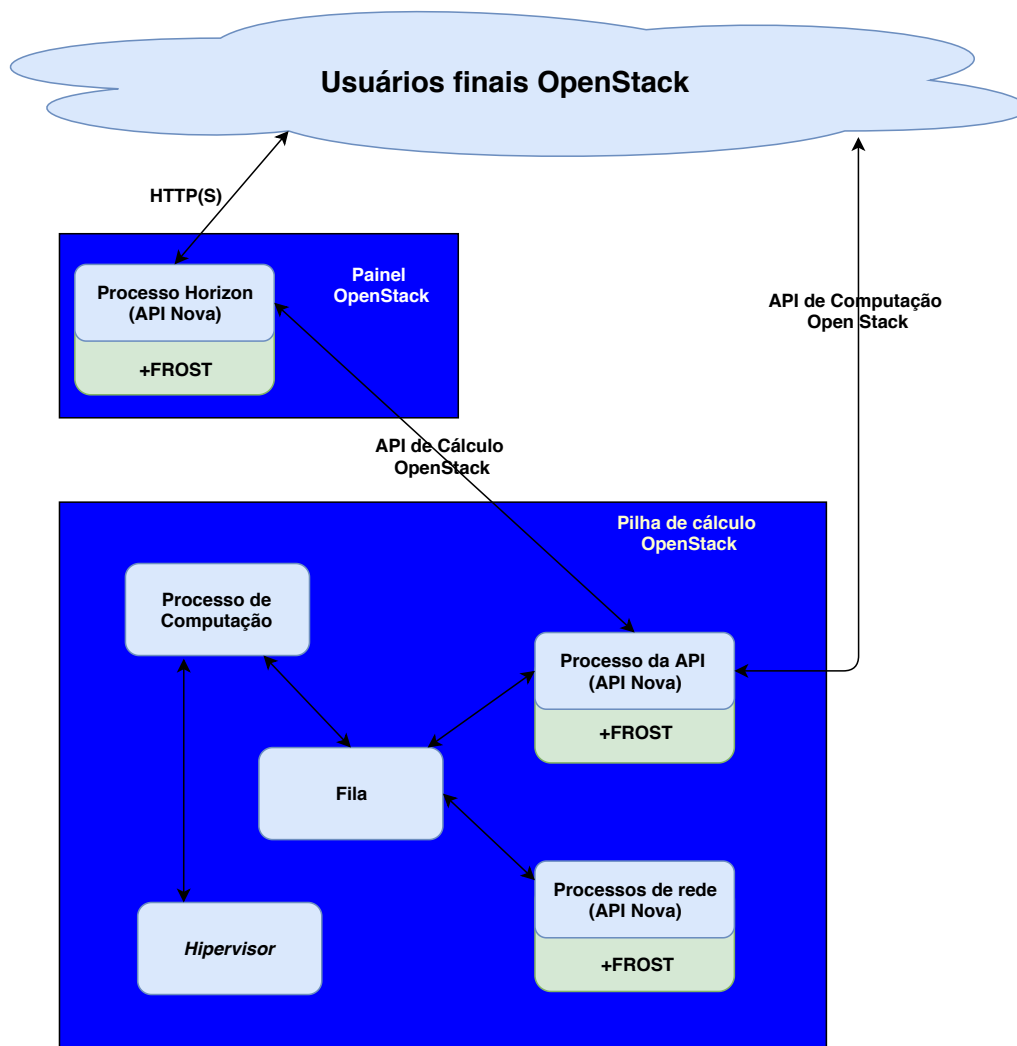 Usuários finais OpenStack
HTTP(S)
Painel
OpenStack
Processo Horizon
(API Nova)
+FROST
API de Computação
Open Stack
API de Cálculo
OpenStack
Pilha de cálculo
OpenStack
Processo de
Computação
Processo da API
(API Nova)
+FROST
Fila
Processos de rede
(API Nova)
+FROST
Hipervisor